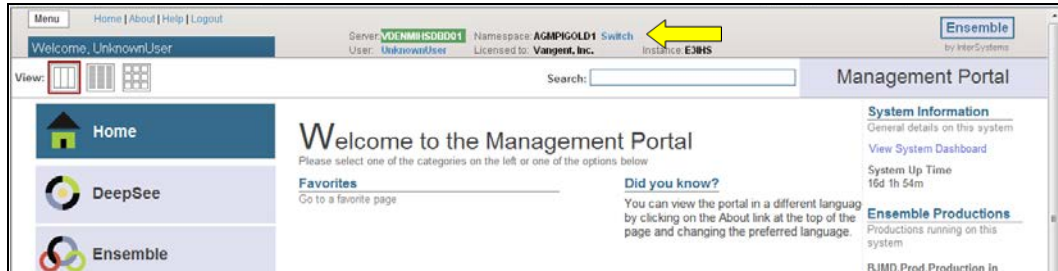 Menu Home | About | Help | Logout
Server: VDENMIHSDBD01 Namespace: AGMPIGOLD1 Switch
User: UnknownUser Licensed to: Vangent, Inc. Instance: E3IHS
Welcome, UnknownUser
Ensemble
by InterSystems
View:
Search:
Management Portal
Home
DeepSee
Ensemble
Welcome to the Management Portal
Please select one of the categories on the left or one of the options below
Favorites
Go to a favorite page
Did you know?
You can view the portal in a different languag
by clicking on the About link at the top of the
page and changing the preferred language.
System Information
General details on this system
View System Dashboard
System Up Time
16d 1h 54m
Ensemble Productions
Productions running on this
system
BJMD.Prod.Production in